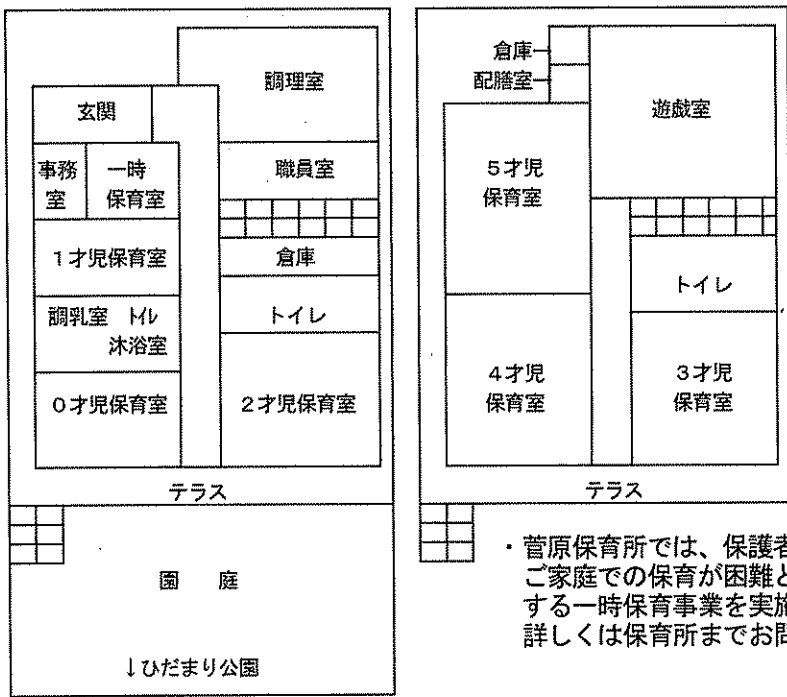 調理室
玄関
事務室
一時
保育室
職員室
1才児保育室
倉庫
調乳室 トイレ
沐浴室
トイレ
0才児保育室
2才児保育室
テラス
園 庭
↓ひだまり公園
倉庫
配膳室
遊戯室
5才児
保育室
トイレ
4才児
保育室
3才児
保育室
テラス
・菅原保育所では、保護者
ご家庭での保育が困難と
する一時保育事業を実施
詳しくは保育所までお問